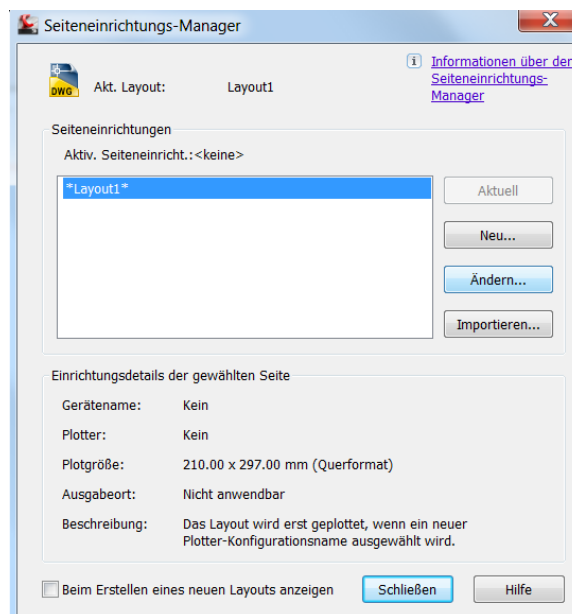 Seiteneinrichtungs-Manager
Informationen über der
Seiteneinrichtungs-
Manager
DWG
Akt. Layout: Layout1
Seiteneinrichtungen
Aktiv. Seiteneinricht.:<keine>
*Layout1*
Aktuell
Neu...
Ändern...
Importieren...
Einrichtungsdetails der gewählten Seite
Gerätename: Kein
Plotter: Kein
Plotgröße: 210.00 x 297.00 mm (Querformat)
Ausgabeort: Nicht anwendbar
Beschreibung: Das Layout wird erst geplottet, wenn ein neuer
Plotter-Konfigurationsname ausgewählt wird.
Beim Erstellen eines neuen Layouts anzeigen
Schließen
Hilfe